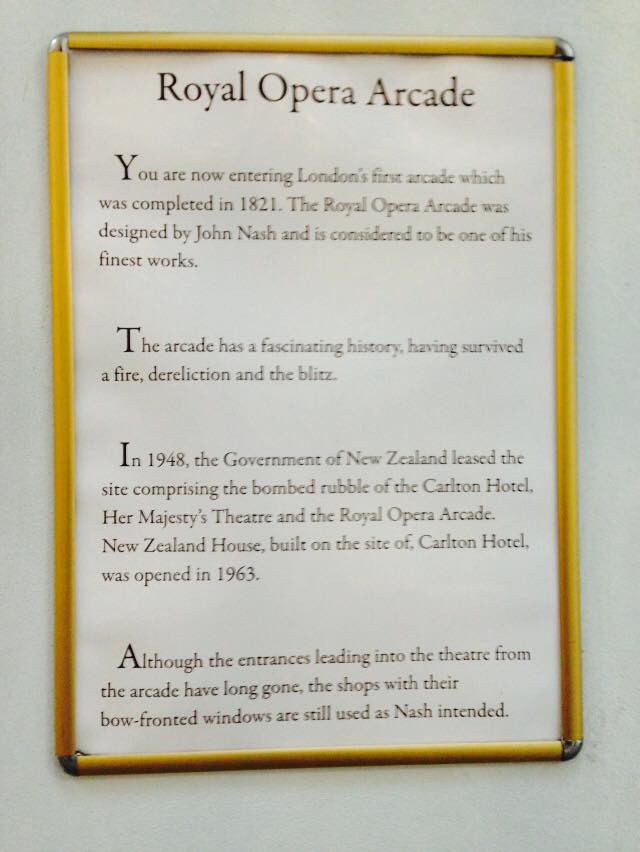 Royal Opera Arcade
You are now entering London's first arcade which
was completed in 1821. The Royal Opera Arcade was
designed by John Nash and is considered to be one of his
finest works.
The arcade has a fascinating history, having survived
a fire, dereliction and the blitz.
In 1948, the Government of New Zealand leased the
site comprising the bombed rubble of the Carlton Hotel,
Her Majesty's Theatre and the Royal Opera Arcade.
New Zealand House, built on the site of, Carlton Hotel,
was opened in 1963.
Although the entrances leading into the theatre from
the arcade have long gone, the shops with their
bow-fronted windows are still used as Nash intended.